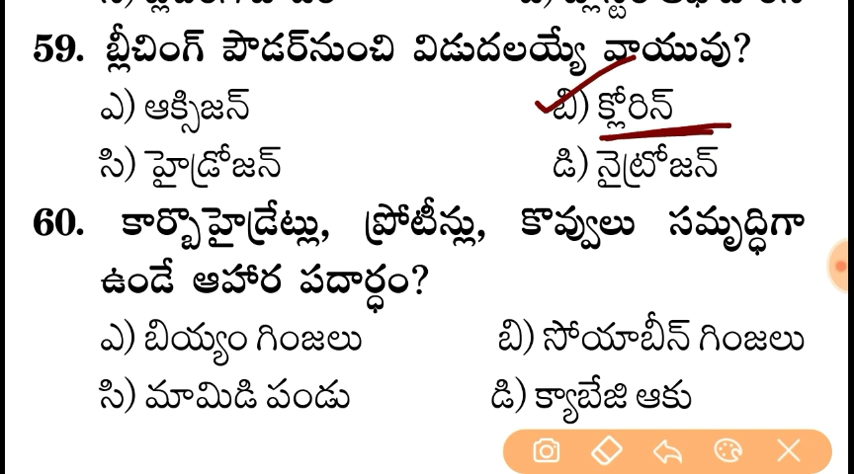 59. బ్లీచింగ్ పౌడర్‌నుంచి విడుదలయ్యే వాయువు?
ఎ) ఆక్సిజన్ బి) క్లోరిన్
సి) హైడ్రోజన్ డి) నైట్రోజన్
60. కార్బొహైడ్రేట్లు, ప్రోటీన్లు, కొవ్వులు సమృద్ధిగా
ఉండే ఆహార పదార్థం?
ఎ) బియ్యం గింజలు బి) సోయాబీన్ గింజలు
సి) మామిడి పండు డి) క్యాబేజి ఆకు